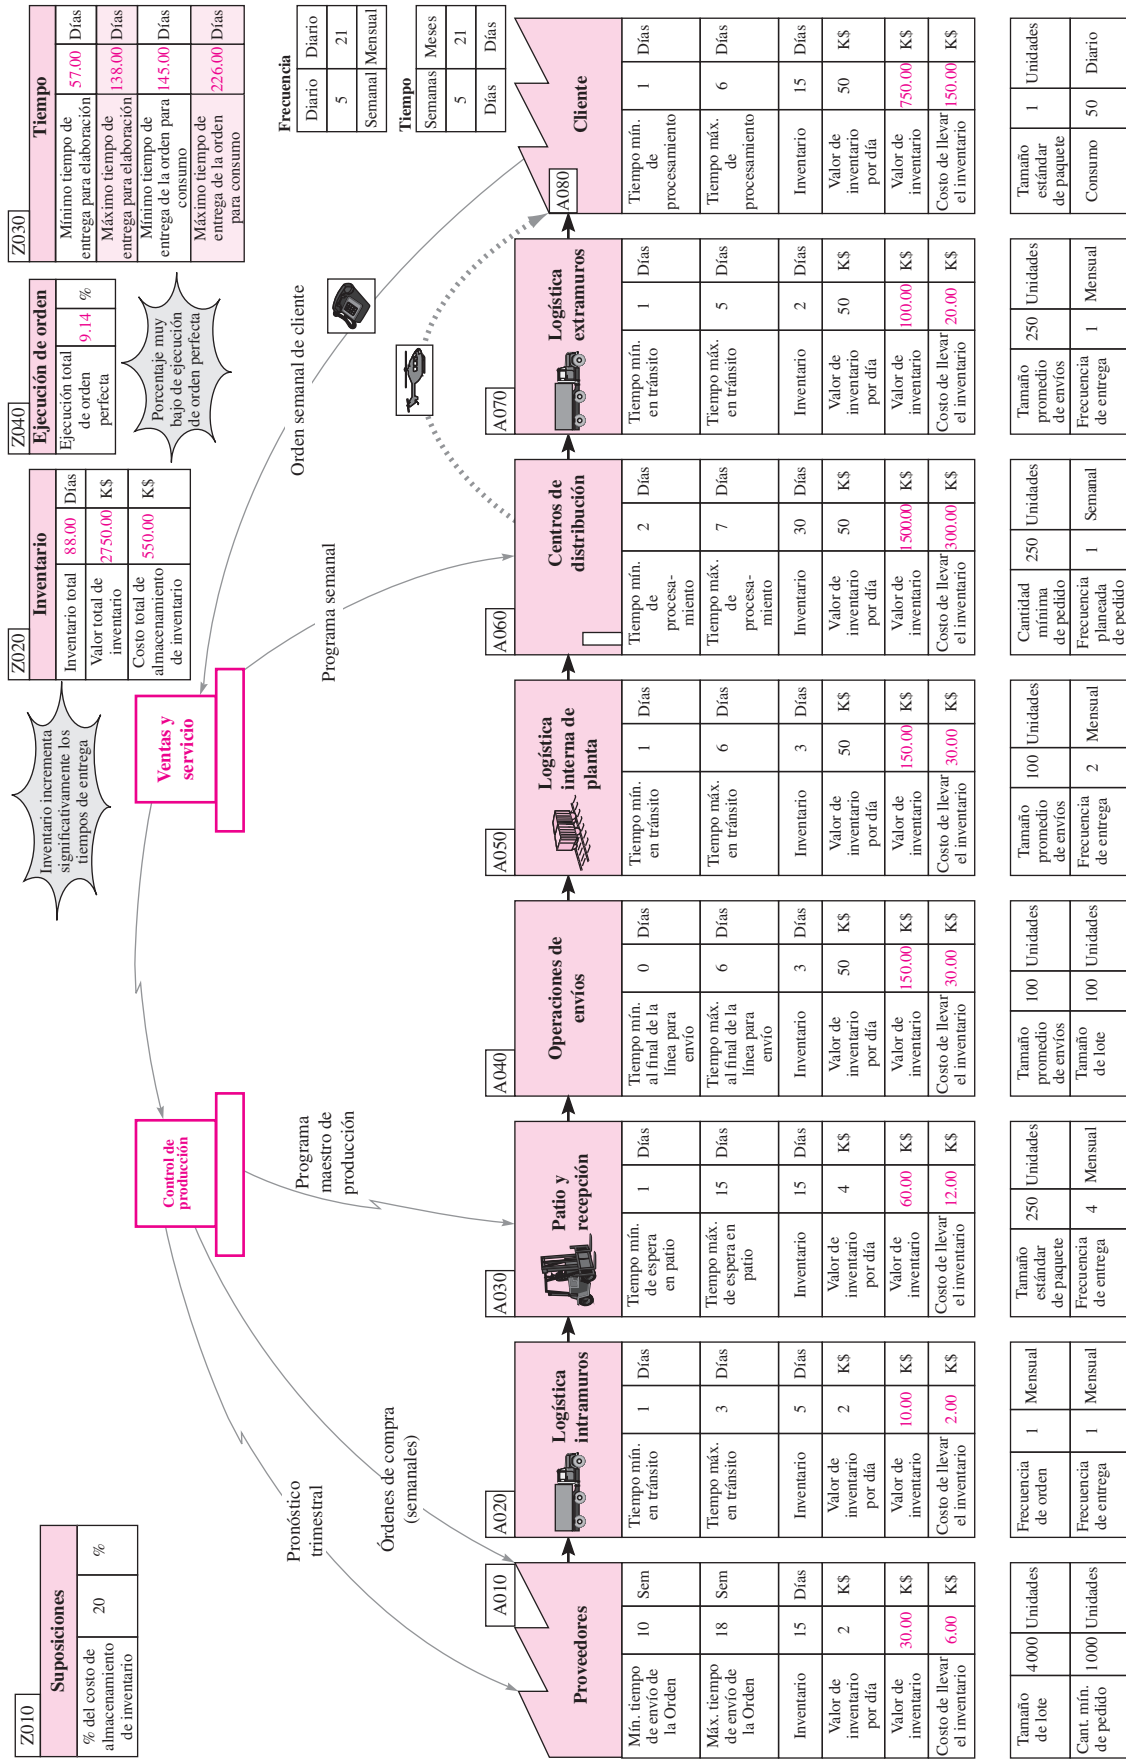 Z010
Suposiciones
% del costo de
almacenamiento
de inventario
20
%
Inventario incrementa
significativamente los
tiempos de entrega
Z020
Inventario
Inventario total
88.00
Días
Valor total de
inventario
2750.00
K$
Costo total de
almacenamiento
de inventario
550.00
K$
Z040
Ejecución de orden
Ejecución total
de orden
perfecta
9.14
%
Porcentaje muy
bajo de ejecución
de orden perfecta
Z030
Tiempo
Mínimo tiempo de
entrega para elaboración
57.00
Días
Máximo tiempo de
entrega para elaboración
138.00
Días
Mínimo tiempo de
entrega de la orden para
consumo
145.00
Días
Máximo tiempo de
entrega de la orden
para consumo
226.00
Días
Frecuencia
Diario
Diario
5
21
Semanal
Mensual
Tiempo
Semanas
Meses
5
21
Días
Días
Control de
producción
Ventas y
servicio
Pronóstico
trimestral
Órdenes de compra
(semanales)
Programa
maestro de
producción
Programa semanal
Orden semanal de cliente
A010
Proveedores
Mín. tiempo
de envío de
la Orden
10
Sem
Máx. tiempo
de envío de
la Orden
18
Sem
Inventario
15
Días
Valor de
inventario
por día
2
K$
Valor de
inventario
30.00
K$
Costo de llevar
el inventario
6.00
K$
Tamaño
de lote
4000
Unidades
Cant. mín.
de pedido
1000
Unidades
A020
Logística
intramuros
Tiempo mín.
en tránsito
1
Días
Tiempo máx.
en tránsito
3
Días
Inventario
5
Días
Valor de
inventario
por día
2
K$
Valor de
inventario
10.00
K$
Costo de llevar
el inventario
2.00
K$
Frecuencia
de orden
1
Mensual
Frecuencia
de entrega
1
Mensual
A030
Patio y
recepción
Tiempo mín.
de espera
en patio
1
Días
Tiempo máx.
de espera en
patio
15
Días
Inventario
15
Días
Valor de
inventario
por día
4
K$
Valor de
inventario
60.00
K$
Costo de llevar
el inventario
12.00
K$
Tamaño
estándar
de paquete
250
Unidades
Frecuencia
de entrega
4
Mensual
A040
Operaciones de
envíos
Tiempo mín.
al final de la
línea para
envío
0
Días
Tiempo máx.
al final de la
línea para
envío
6
Días
Inventario
3
Días
Valor de
inventario
por día
50
K$
Valor de
inventario
150.00
K$
Costo de llevar
el inventario
30.00
K$
Tamaño
promedio
de envíos
100
Unidades
Tamaño
de lote
100
Unidades
A050
Logística
interna de
planta
Tiempo mín.
en tránsito
1
Días
Tiempo máx.
en tránsito
6
Días
Inventario
3
Días
Valor de
inventario
por día
50
K$
Valor de
inventario
150.00
K$
Costo de llevar
el inventario
30.00
K$
Tamaño
promedio
de envíos
100
Unidades
Frecuencia
de entrega
2
Mensual
A060
Centros de
distribución
Tiempo mín.
de
procesa-
miento
2
Días
Tiempo máx.
de
procesa-
miento
7
Días
Inventario
30
Días
Valor de
inventario
por día
50
K$
Valor de
inventario
1500.00
K$
Costo de llevar
el inventario
300.00
K$
Cantidad
mínima
de pedido
250
Unidades
Frecuencia
planeada
de pedido
1
Semanal
A070
Logística
extramuros
Tiempo mín.
en tránsito
1
Días
Tiempo máx.
en tránsito
5
Días
Inventario
2
Días
Valor de
inventario
por día
50
K$
Valor de
inventario
100.00
K$
Costo de llevar
el inventario
20.00
K$
Tamaño
promedio
de envíos
250
Unidades
Frecuencia
de entrega
1
Mensual
A080
Cliente
Tiempo mín.
de
procesamiento
1
Días
Tiempo máx.
de
procesamiento
6
Días
Inventario
15
Días
Valor de
inventario
por día
50
K$
Valor de
inventario
750.00
K$
Costo de llevar
el inventario
150.00
K$
Tamaño
estándar
de paquete
1
Unidades
Consumo
50
Diario